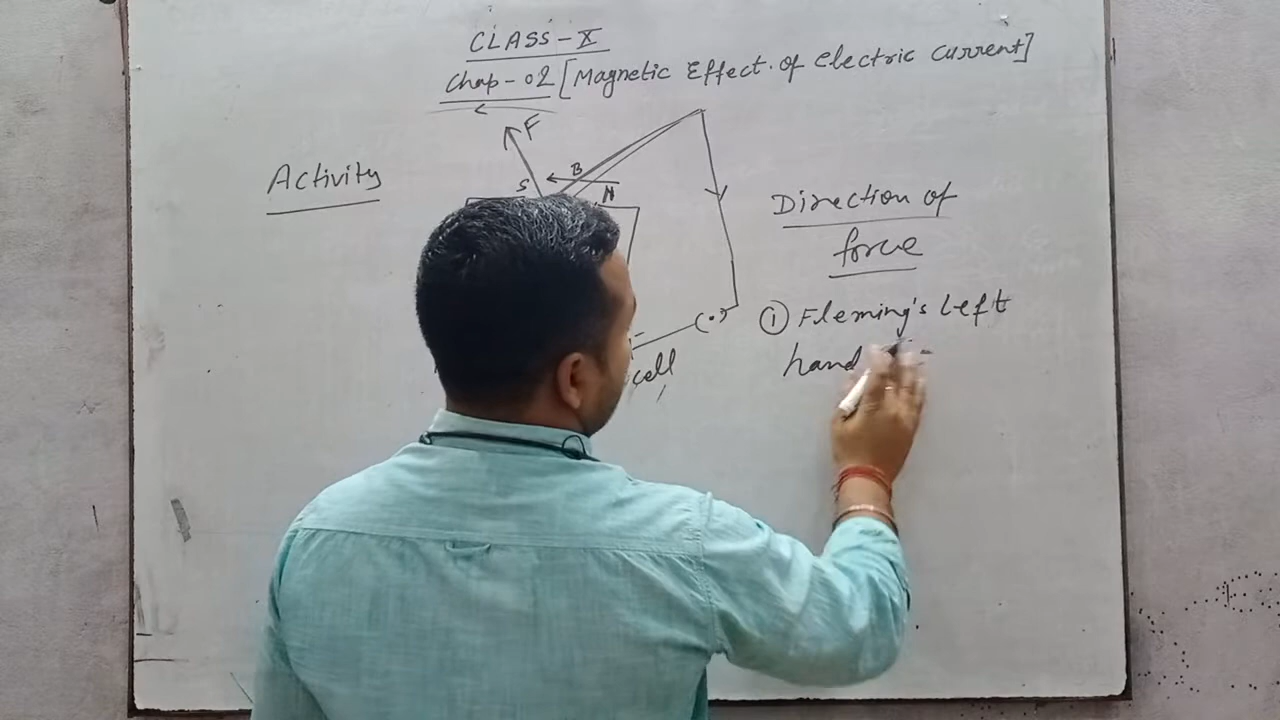 CLASS-X
Chap-02 [Magnetic Effect of electric current]
F
B
S
N
Activity
Direction of
force
(•)
① Fleming's Left
hand
cell